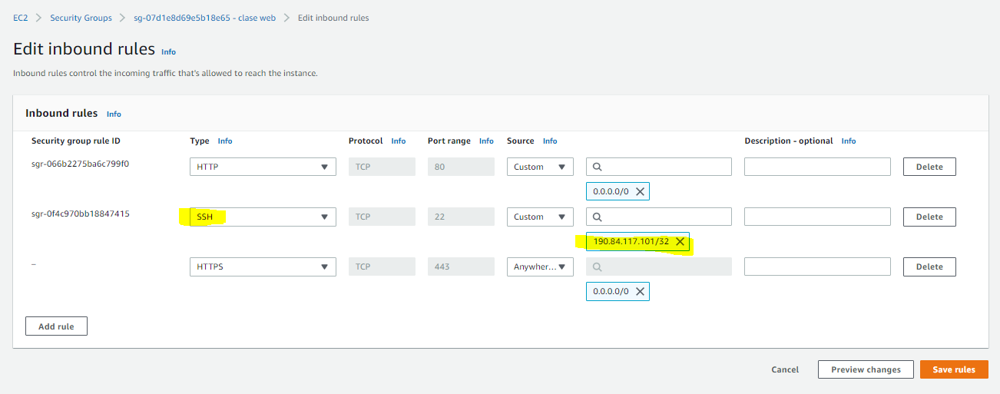 EC2 > Security Groups > sg-07d1e8d69e5b18e65 - clase web > Edit inbound rules
Edit inbound rules Info
Inbound rules control the incoming traffic that's allowed to reach the instance.
Inbound rules Info
Security group rule ID Type Info Protocol Info Port range Info Source Info Description - optional Info
sgr-066b2275ba6c799f0 HTTP TCP 80 Custom Delete
0.0.0.0/0
sgr-0f4c970bb18847415 SSH TCP 22 Custom Delete
190.84.117.101/32
– HTTPS TCP 443 Anywher... Delete
0.0.0.0/0
Add rule
Cancel Preview changes Save rules